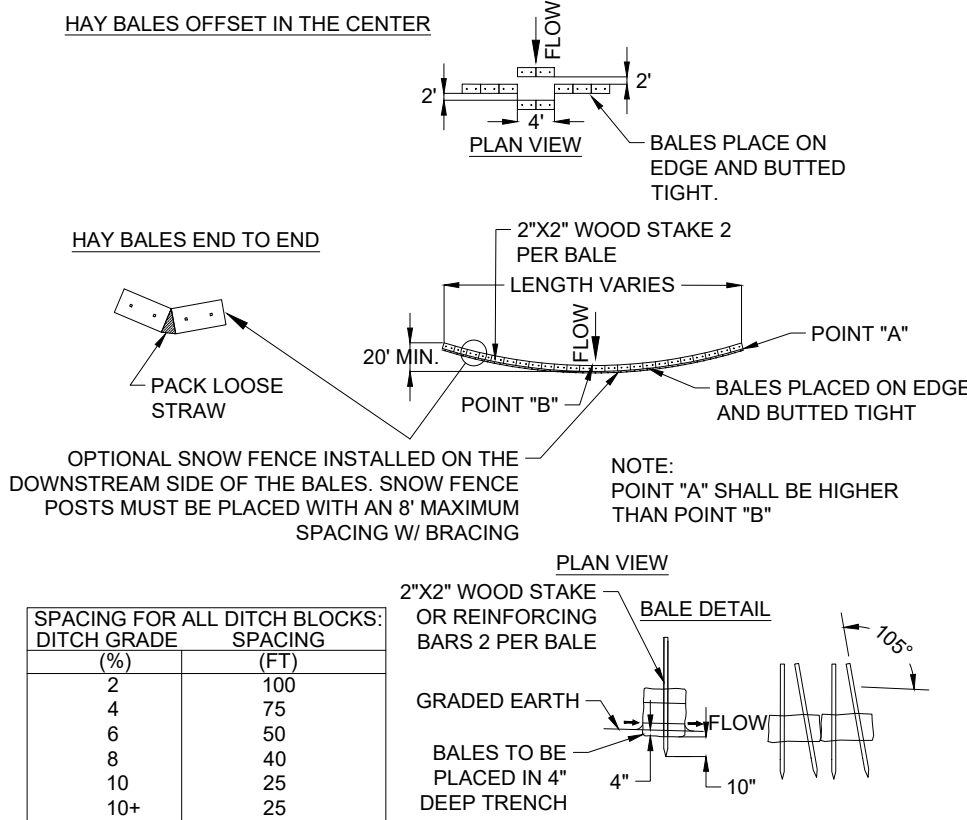 HAY BALES OFFSET IN THE CENTER
FLOW
2'
2'
4'
PLAN VIEW
BALES PLACE ON
EDGE AND BUTTED
TIGHT.
HAY BALES END TO END
2"X2" WOOD STAKE 2
PER BALE
LENGTH VARIES
FLOW
POINT "A"
20' MIN.
PACK LOOSE
STRAW
POINT "B"
BALES PLACED ON EDGE
AND BUTTED TIGHT
OPTIONAL SNOW FENCE INSTALLED ON THE
DOWNSTREAM SIDE OF THE BALES. SNOW FENCE
POSTS MUST BE PLACED WITH AN 8' MAXIMUM
SPACING W/ BRACING
NOTE:
POINT "A" SHALL BE HIGHER
THAN POINT "B"
PLAN VIEW
SPACING FOR ALL DITCH BLOCKS:
DITCH GRADE SPACING
(%) (FT)
2 100
4 75
6 50
8 40
10 25
10+ 25
2"X2" WOOD STAKE
OR REINFORCING
BARS 2 PER BALE
BALE DETAIL
105°
GRADED EARTH
FLOW
BALES TO BE
PLACED IN 4"
DEEP TRENCH
4"
10"